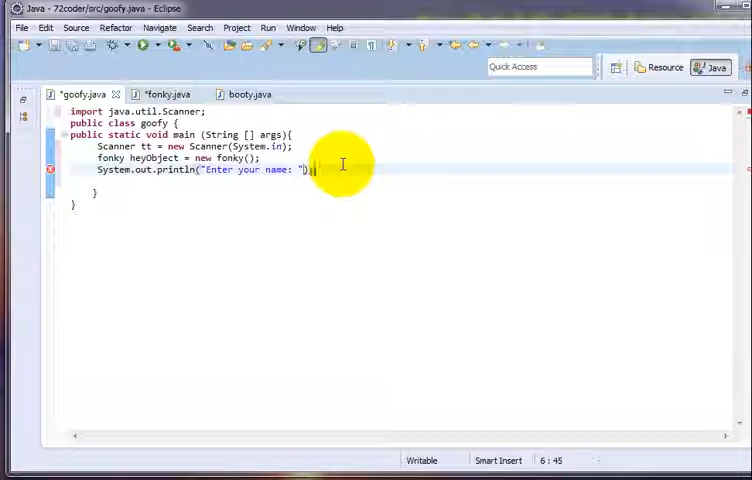 Java - 72coder/src/goofy.java - Eclipse
File Edit Source Refactor Navigate Search Project Run Window Help
Quick Access Resource Java
*goofy.java *fonky.java booty.java
import java.util.Scanner;
public class goofy {
public static void main (String [] args){
Scanner tt = new Scanner(System.in);
fonky heyObject = new fonky();
System.out.println("Enter your name: ")
}
}
Writable Smart Insert 6 : 45